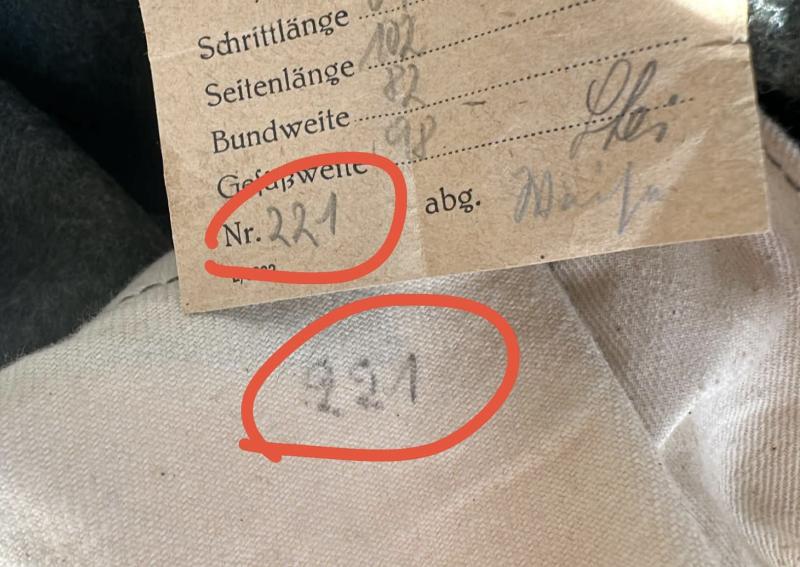 Schrittlänge
Seitenlänge 102
Bundweite 82
Gefäßweite 98
Nr. 221 abg.
221